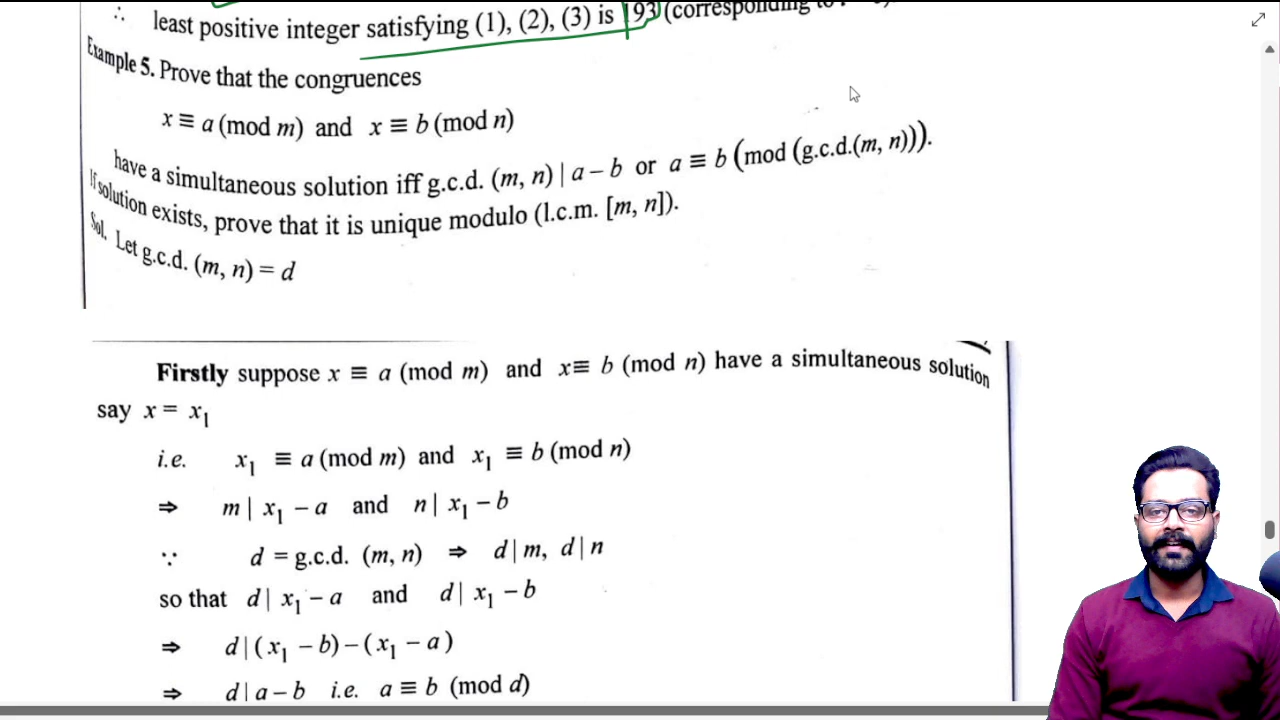 ∴ least positive integer satisfying (1), (2), (3) is 193 (corresponding to
Example 5. Prove that the congruences
x ≡ a (mod m) and x ≡ b (mod n)
have a simultaneous solution iff g.c.d. (m, n) | a – b or a ≡ b (mod (g.c.d.(m, n))).
If solution exists, prove that it is unique modulo (l.c.m. [m, n]).
Sol. Let g.c.d. (m, n) = d
Firstly suppose x ≡ a (mod m) and x≡ b (mod n) have a simultaneous solution
say x = x₁
i.e. x₁ ≡ a (mod m) and x₁ ≡ b (mod n)
⇒ m | x₁ – a and n | x₁ – b
∵ d = g.c.d. (m, n) ⇒ d | m, d | n
so that d | x₁ – a and d | x₁ – b
⇒ d | (x₁ – b) – (x₁ – a)
⇒ d | a – b i.e. a ≡ b (mod d)